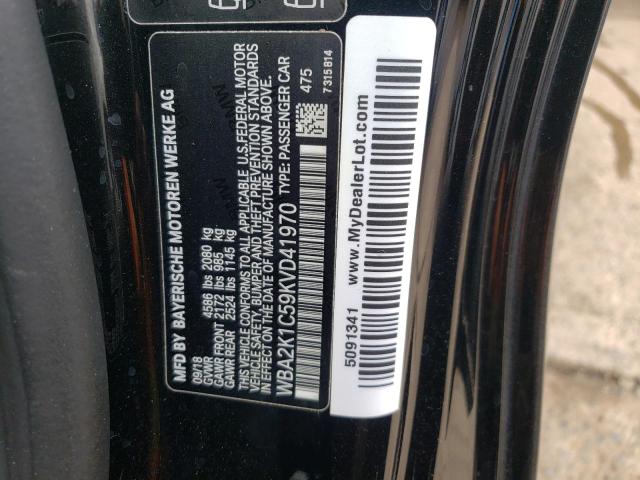 MFD BY BAYERISCHE MOTOREN WERKE AG
09/18
GVWR 4586 lbs 2080 kg
GAWR FRONT 2172 lbs 985 kg
GAWR REAR 2524 lbs 1145 kg
THIS VEHICLE CONFORMS TO ALL APPLICABLE U.S. FEDERAL MOTOR
VEHICLE SAFETY, BUMPER AND THEFT PREVENTION STANDARDS
IN EFFECT ON THE DATE OF MANUFACTURE SHOWN ABOVE.
WBA2K1C59KVD41970 TYPE: PASSENGER CAR
475
7315814
5091341 www.MyDealerLot.com